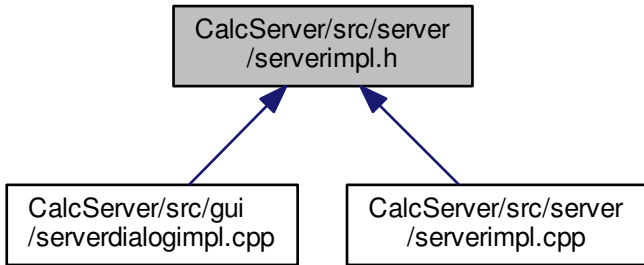 CalcServer/src/server
/serverimpl.h
CalcServer/src/gui
/serverdialogimpl.cpp
CalcServer/src/server
/serverimpl.cpp